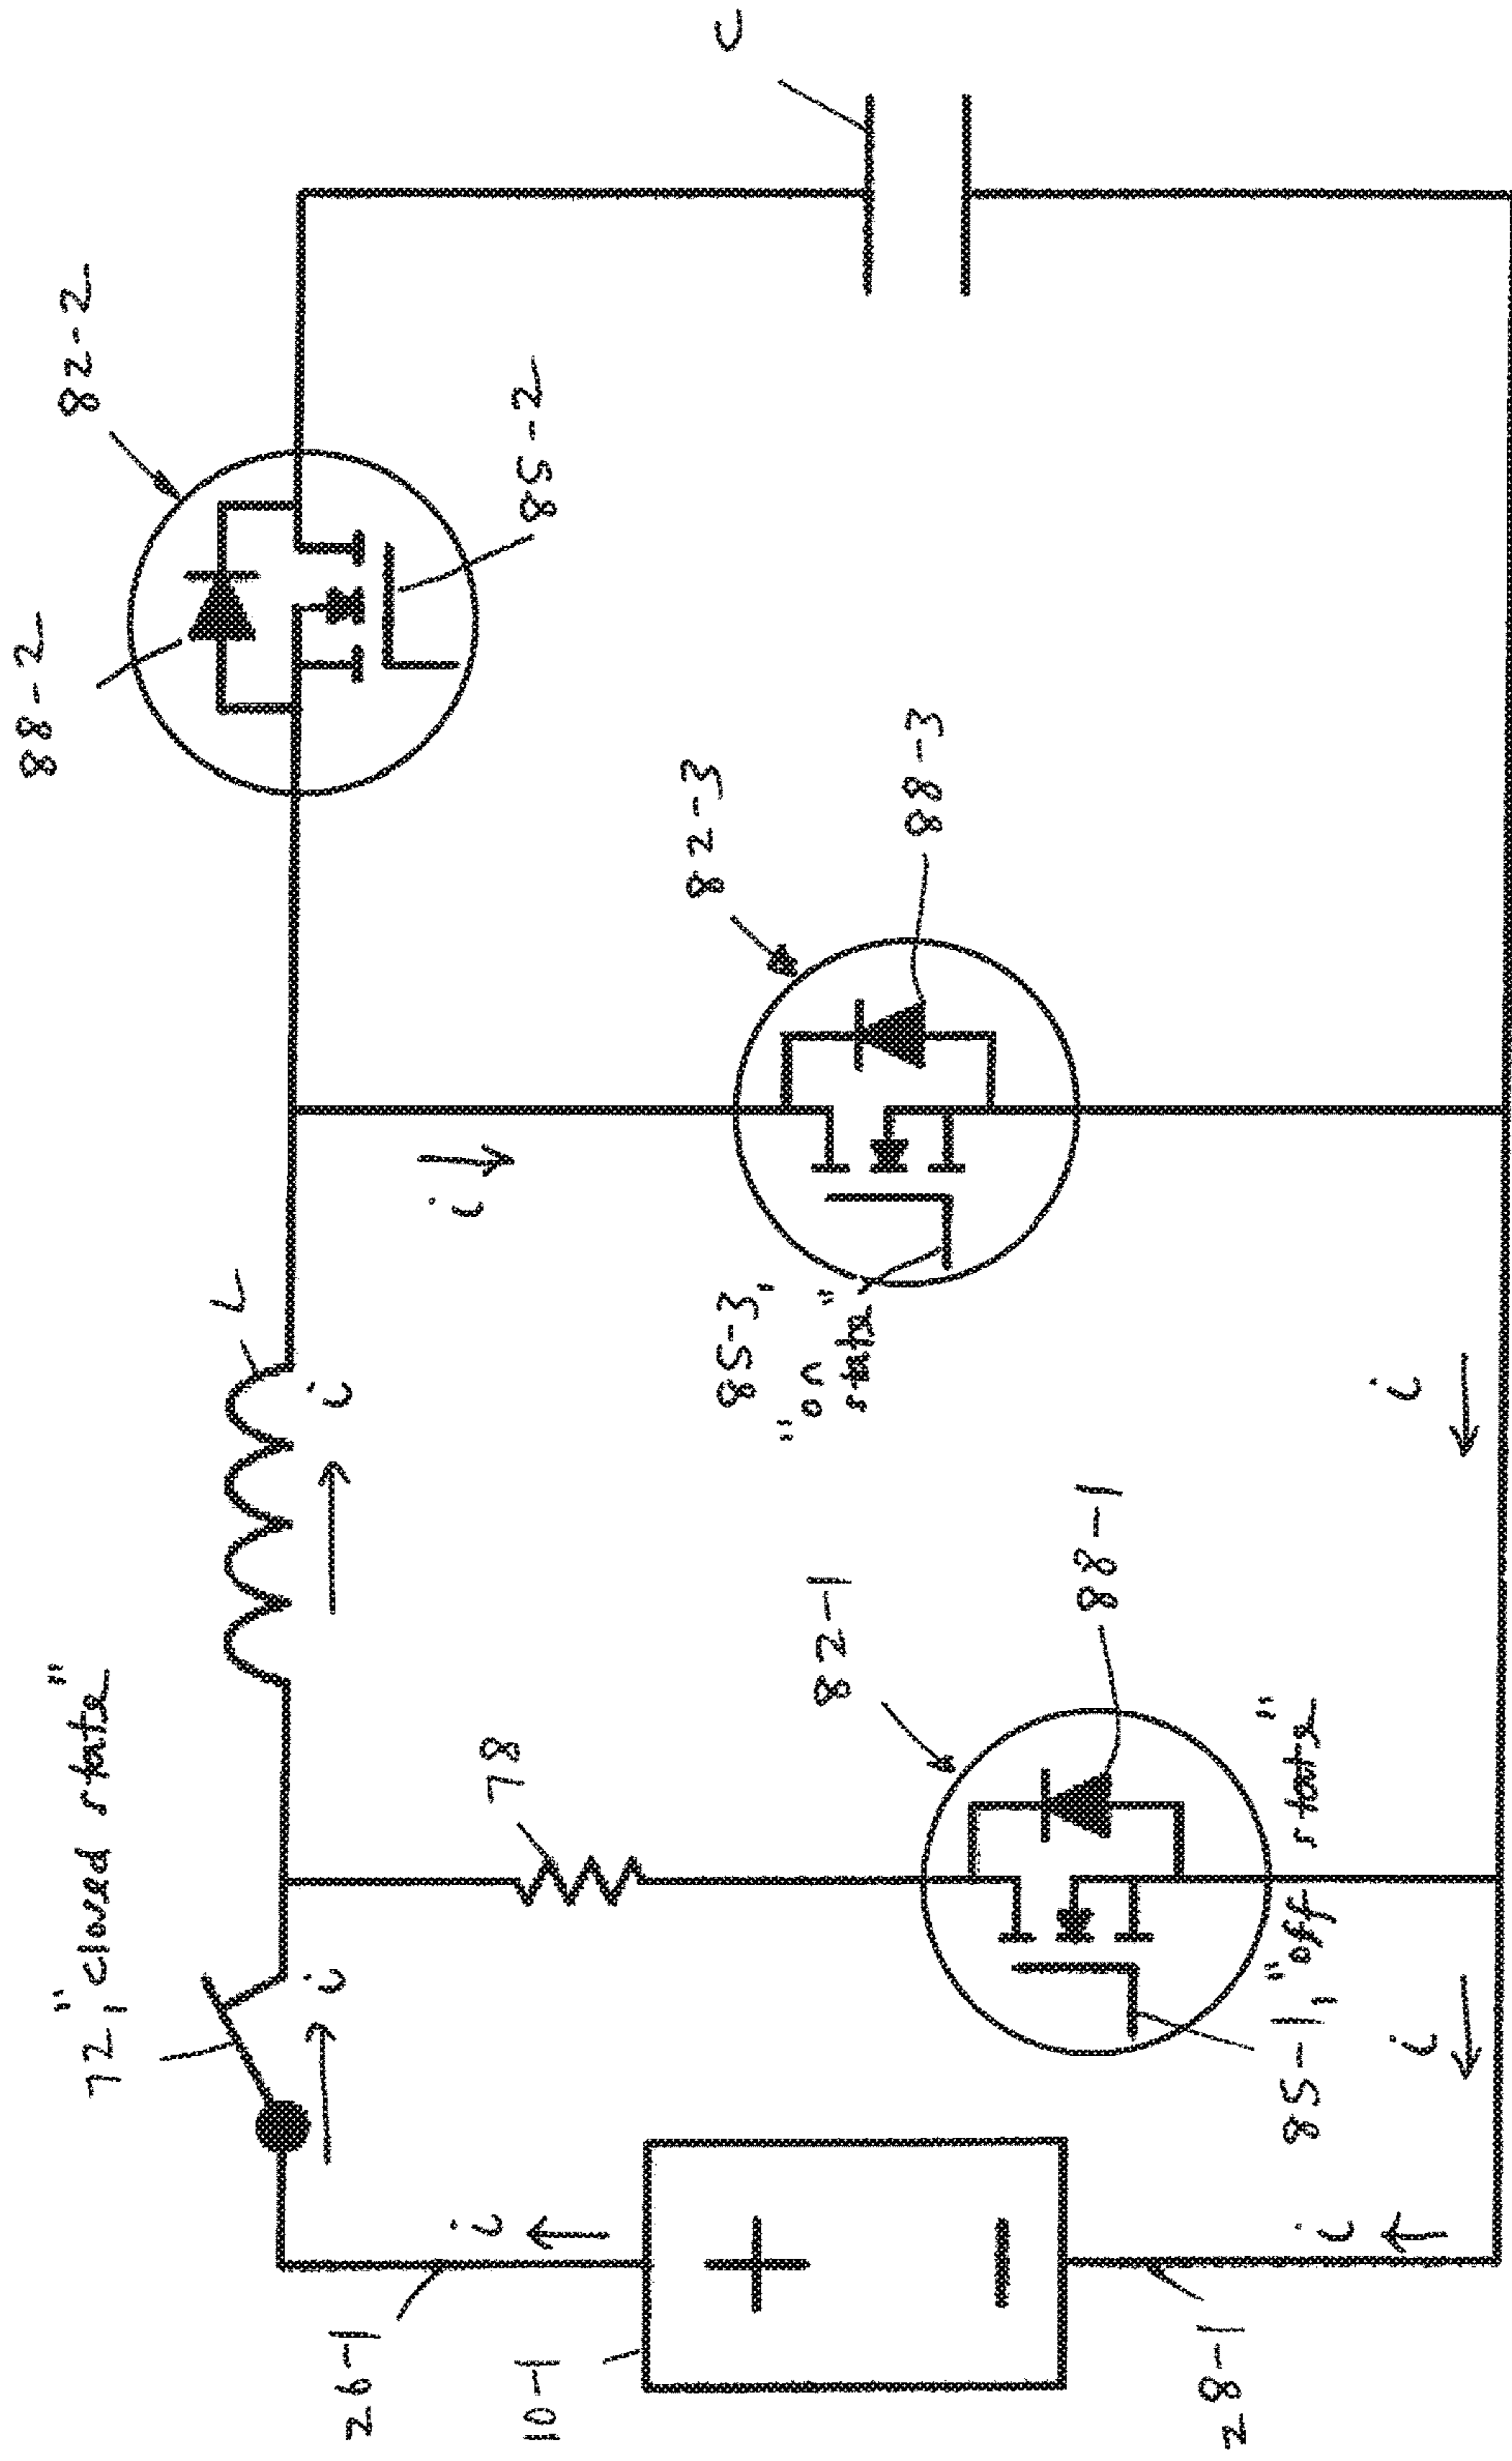 72, "closed state"
88-2
82-2
85-2
L
i
i
78
i
82-3
88-3
85-3,
"on
state"
C
82-1
88-1
85-1, "off state"
26-1
i
10-1
+
−
28-1
i
i
i